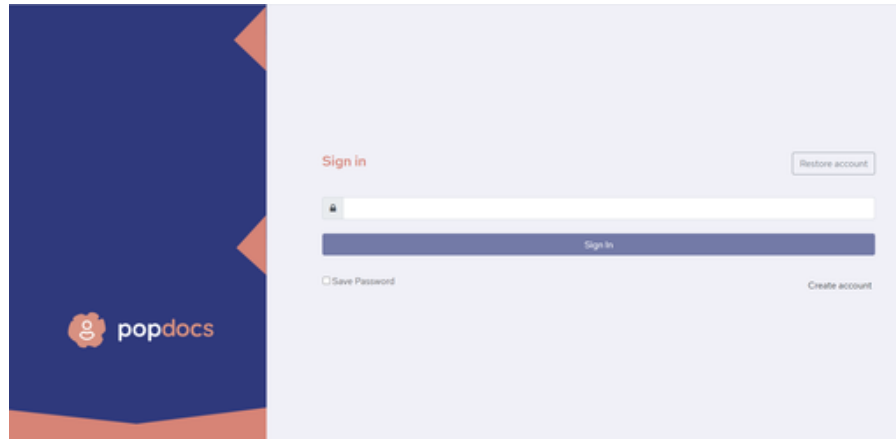 Sign in
Restore account
Sign In
Save Password
Create account
popdocs